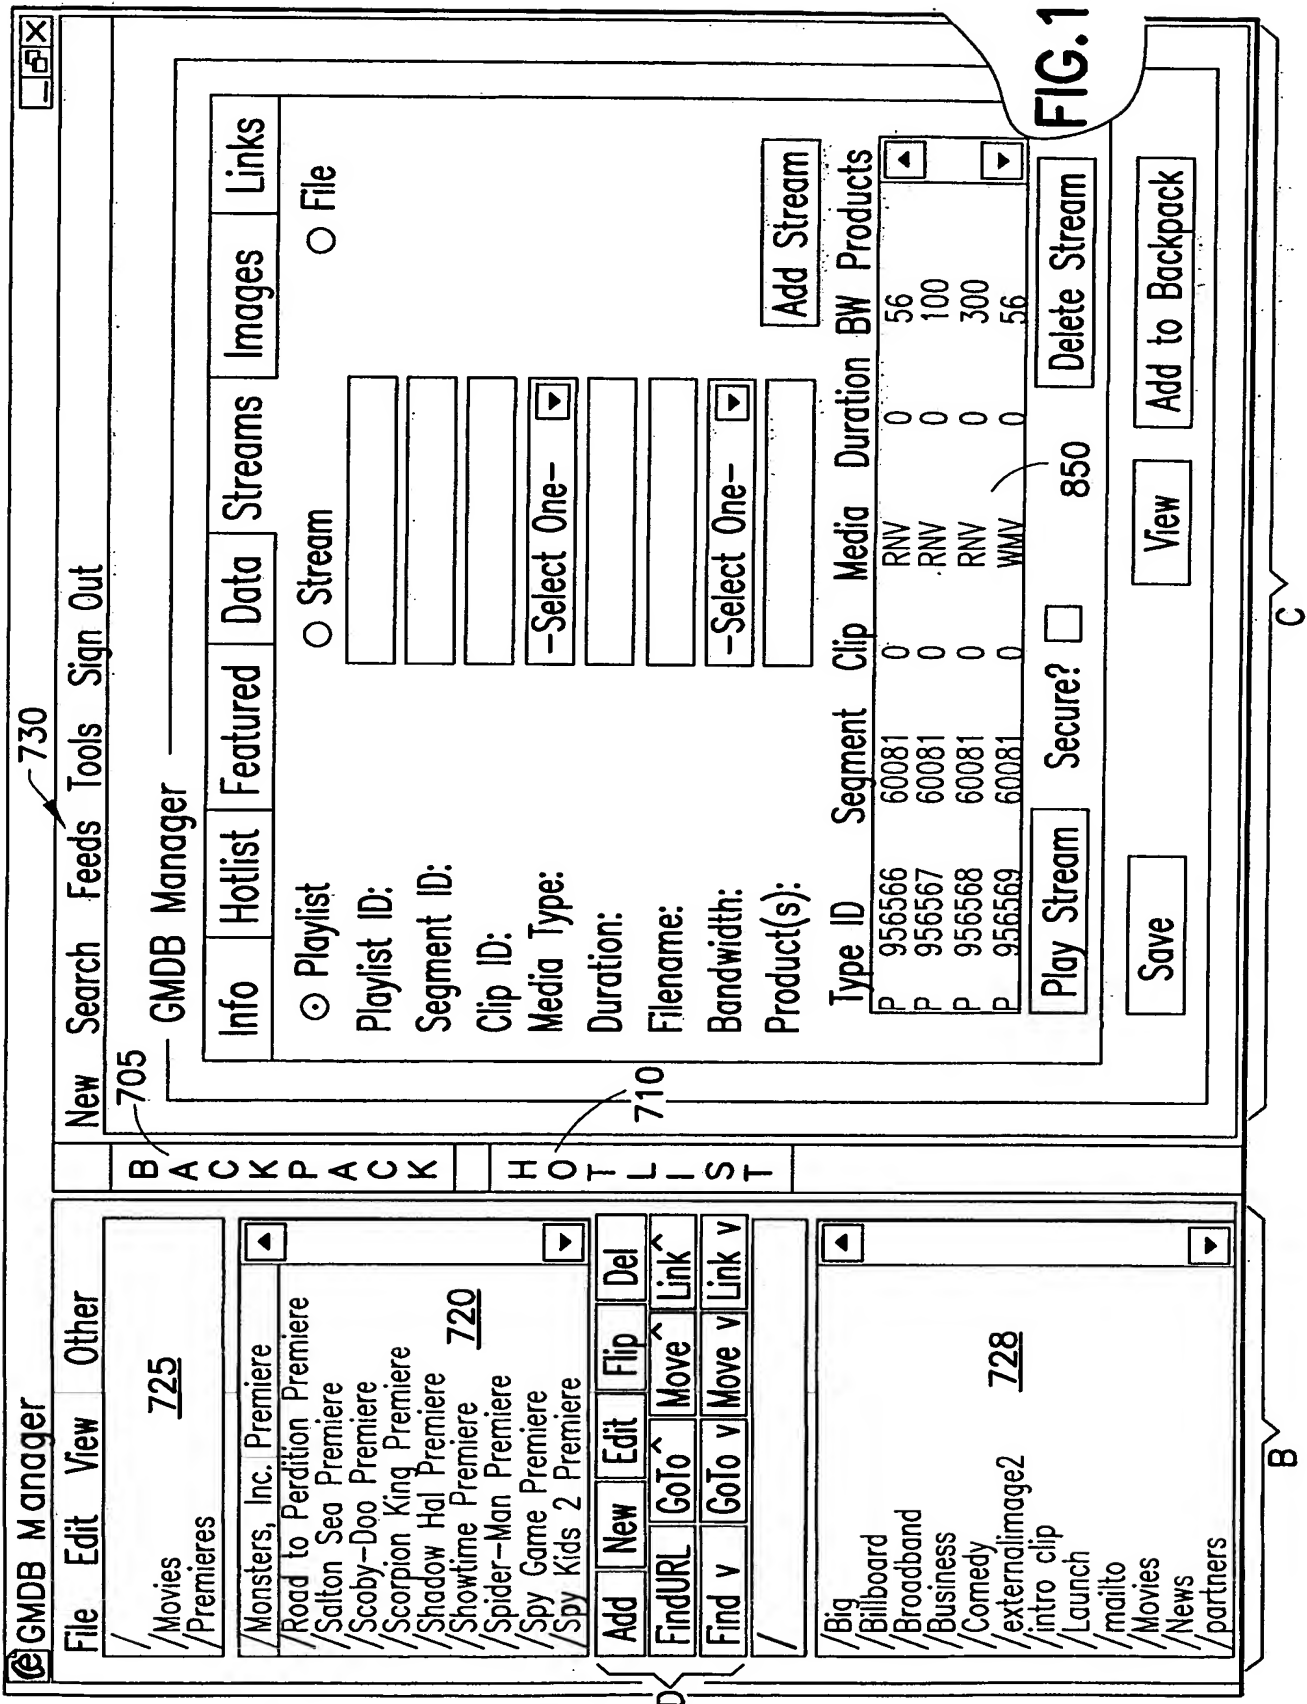 GMDB Manager
File Edit View Other
/
/Movies
/Premieres
725
/Monsters, Inc. Premiere
/Road to Perdition Premiere
/Salton Sea Premiere
/Scoby-Doo Premiere
/Scorpion King Premiere
/Shadow Hal Premiere
/Showtime Premiere
/Spider-Man Premiere
/Spy Game Premiere
/Spy Kids 2 Premiere
720
Add New Edit Flip Del
FindURL GoTo ^ Move ^ Link ^
Find v GoTo v Move v Link v
D
/
/Big
/Billboard
/Broadband
/Business
/Comedy
/externalimage2
/intro clip
/Launch
/mailto
/Movies
/News
/partners
728
B
BACKPACK
705
HOTLIST
710
New Search Feeds Tools Sign Out
730
GMDB Manager
Info Hotlist Featured Data Streams Images Links
Playlist Stream File
Playlist ID:
Segment ID:
Clip ID:
Media Type: -Select One-
Duration:
Filename:
Bandwidth: -Select One-
Product(s):
Add Stream
Type ID Segment Clip Media Duration BW Products
P 956566 60081 0 RNV 0 56
P 956567 60081 0 RNV 0 100
P 956568 60081 0 RNV 0 300
P 956569 60081 0 WMV 0 56
Play Stream Secure? Delete Stream
850
Save View Add to Backpack
C
FIG.1